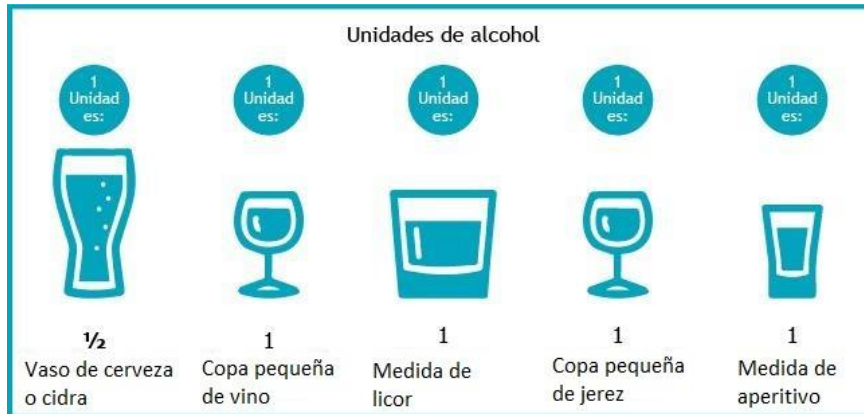 Unidades de alcohol
1
Unidad
es:
1
Unidad
es:
1
Unidad
es:
1
Unidad
es:
1
Unidad
es:
½
Vaso de cerveza
o cidra
1
Copa pequeña
de vino
1
Medida de
licor
1
Copa pequeña
de jerez
1
Medida de
aperitivo